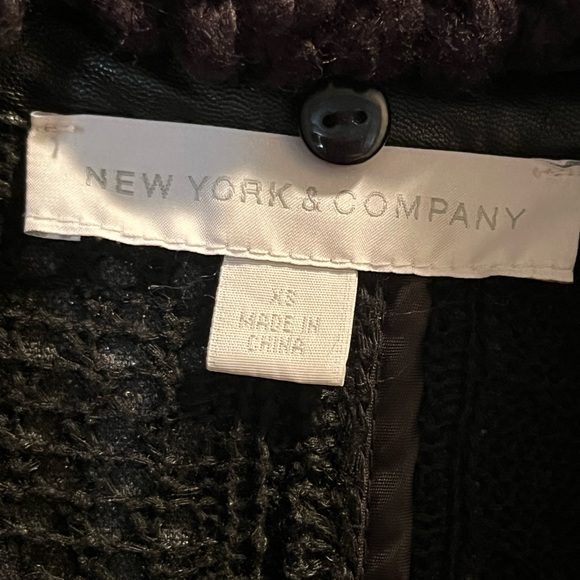 NEW YORK & COMPANY
XS
MADE IN
CHINA